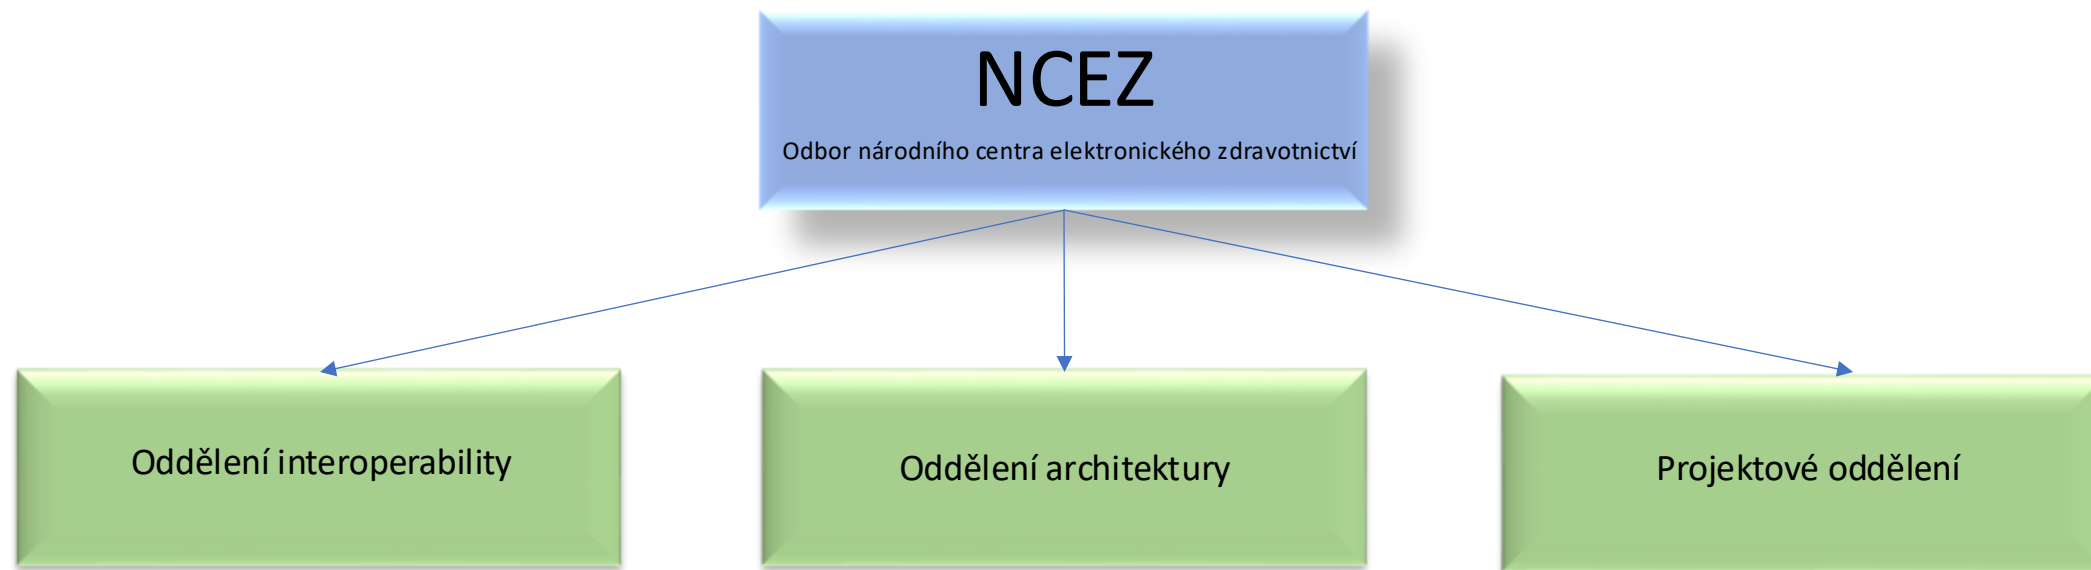 NCEZ
Odbor národního centra elektronického zdravotnictví
Oddělení interoperability
Oddělení architektury
Projektové oddělení